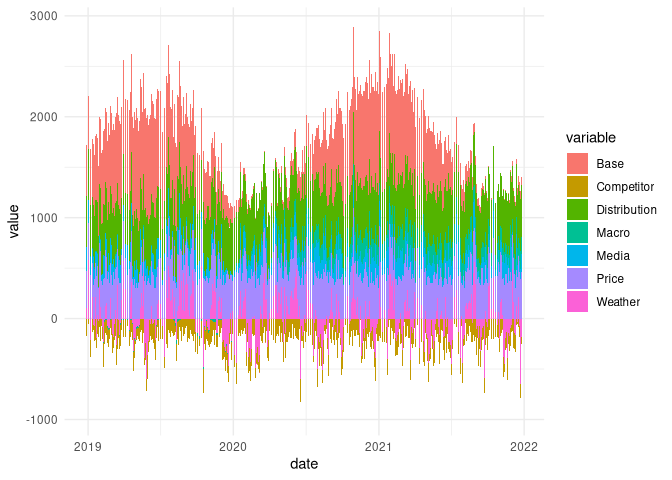 3000
2000
1000
0
-1000
value
2019
2020
2021
2022
date
variable
Base
Competitor
Distribution
Macro
Media
Price
Weather